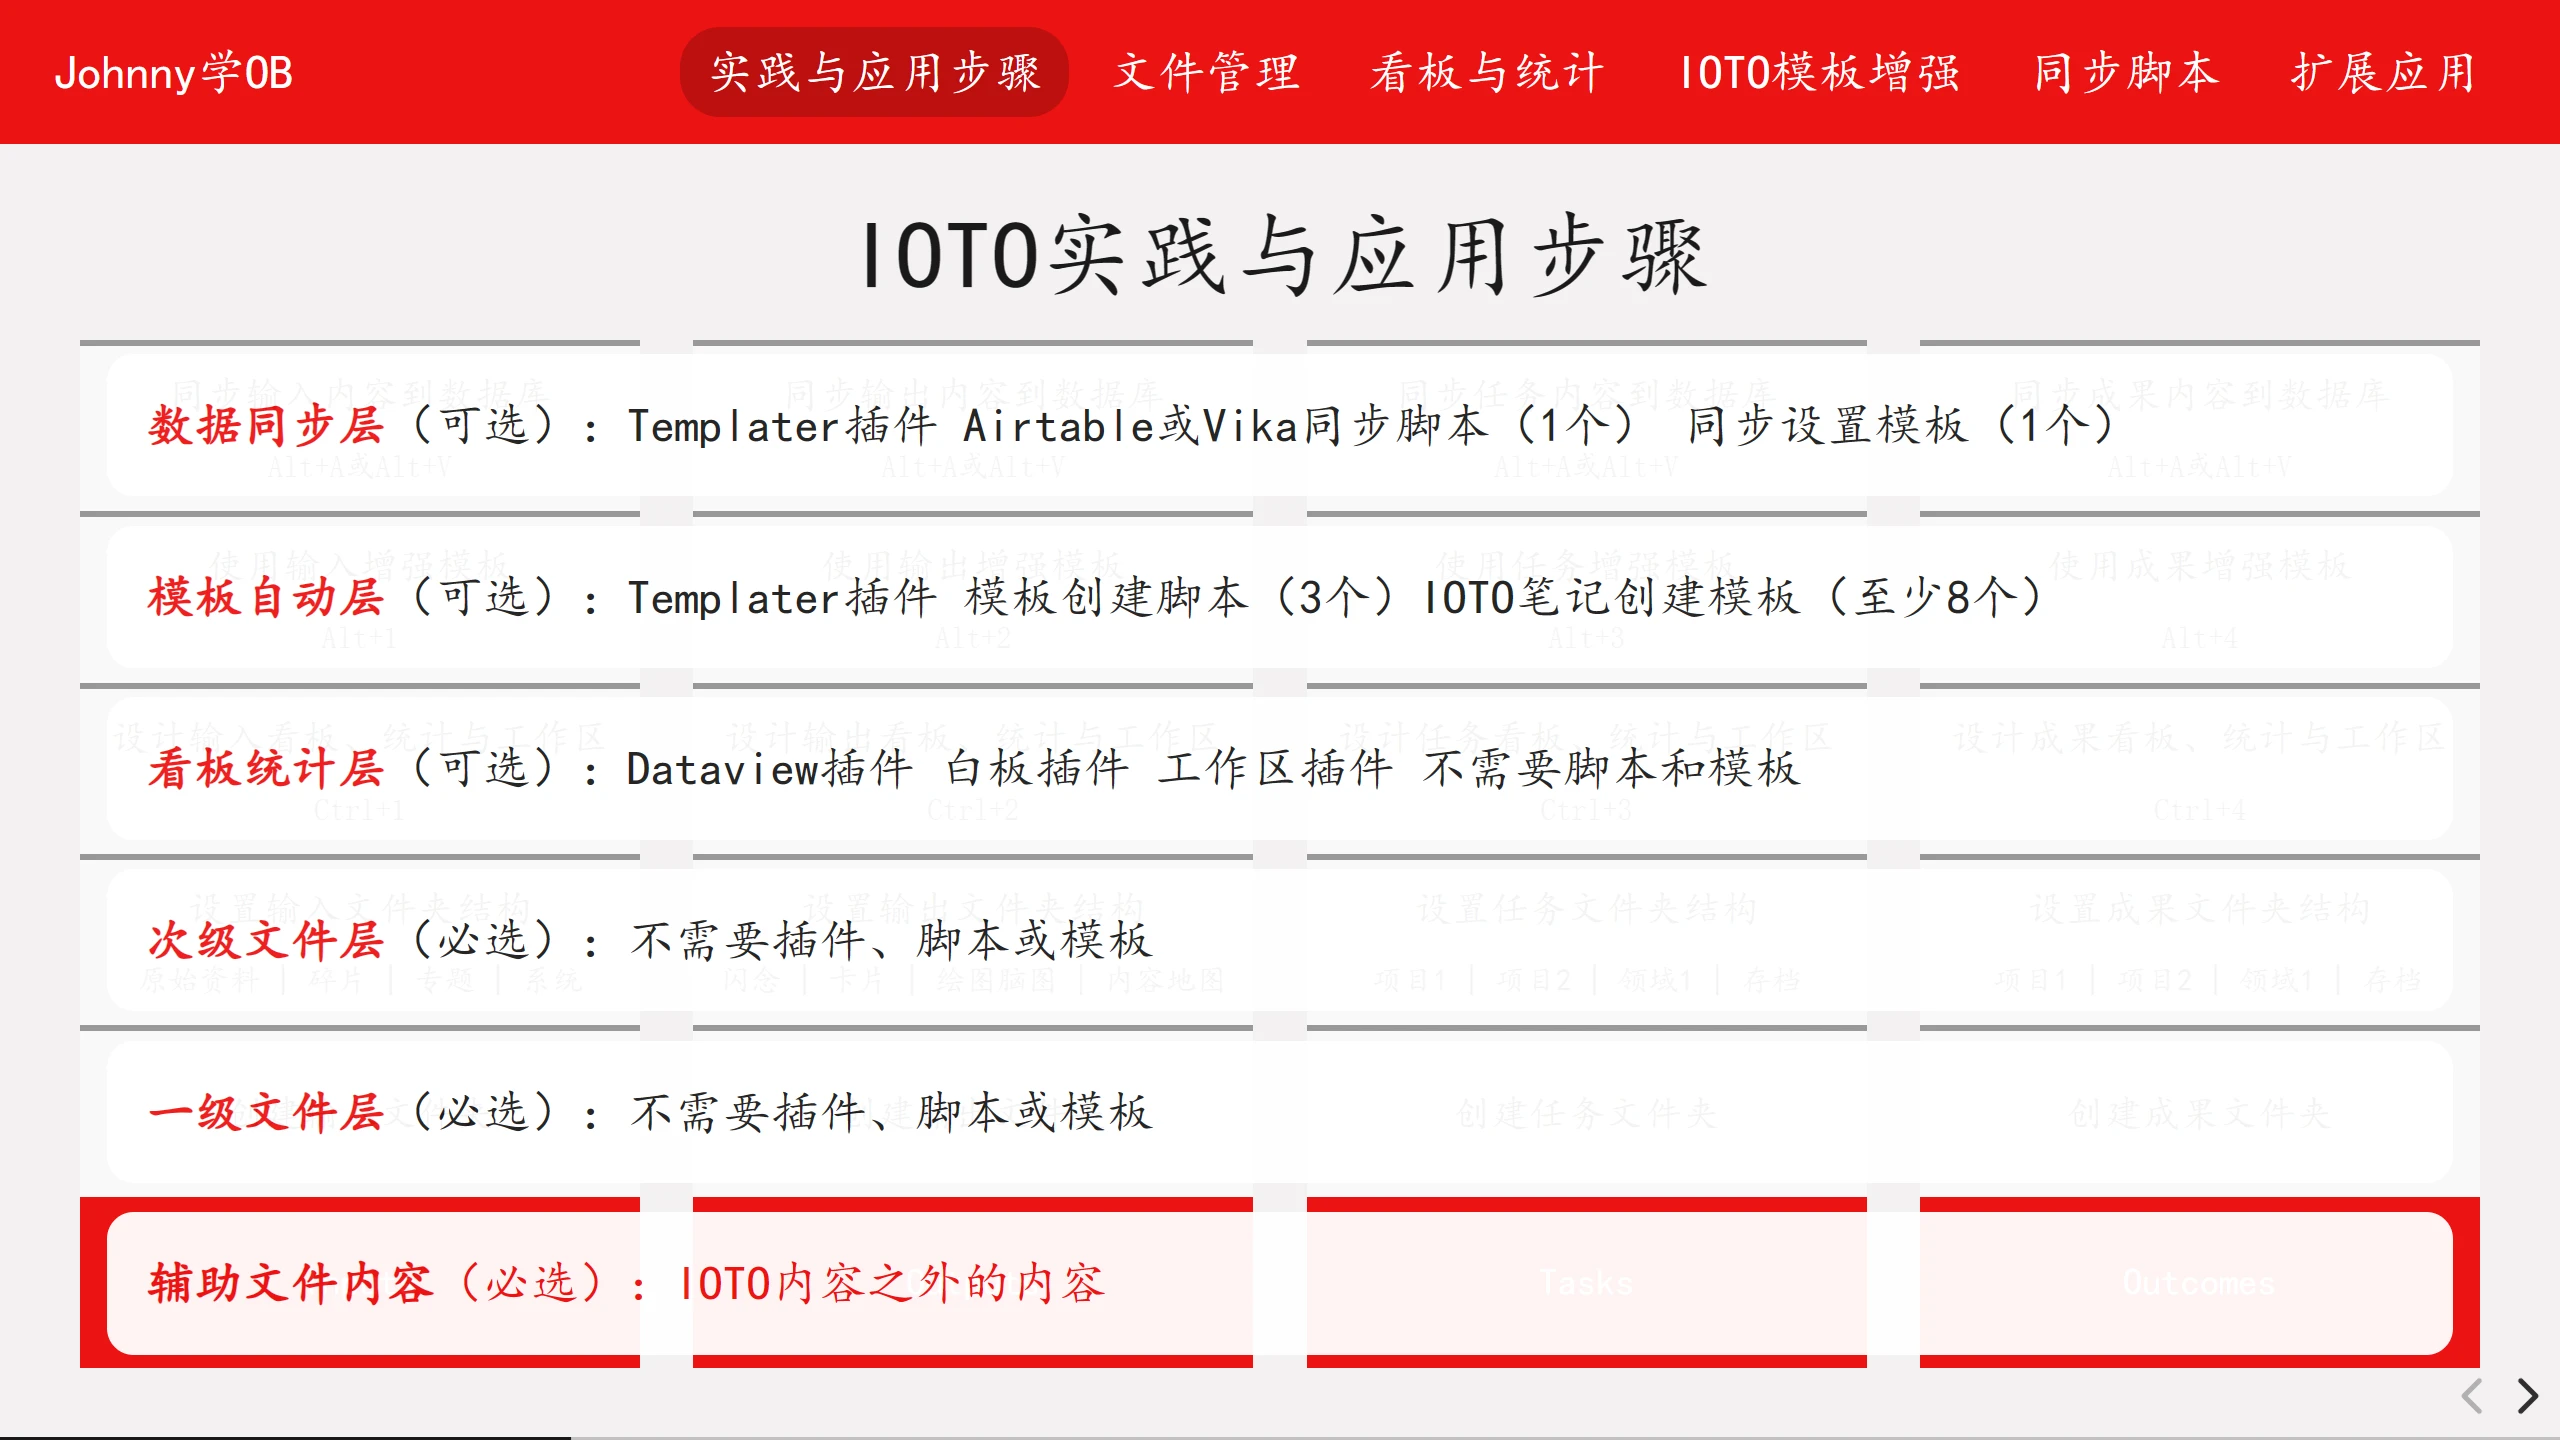 Johnny学OB
实践与应用步骤 文件管理 看板与统计 IOTO模板增强 同步脚本 扩展应用
IOTO实践与应用步骤
同步输入内容到数据库 同步输出内容到数据库 同步任务内容到数据库 同步成果内容到数据库
数据同步层（可选）：Templater插件 Airtable或Vika同步脚本（1个） 同步设置模板（1个）
Alt+A或Alt+V Alt+A或Alt+V Alt+A或Alt+V Alt+A或Alt+V
使用输入增强模板 使用输出增强模板 使用任务增强模板 使用成果增强模板
模板自动层（可选）：Templater插件 模板创建脚本（3个）IOTO笔记创建模板（至少8个）
Alt+1 Alt+2 Alt+3 Alt+4
设计输入看板、统计与工作区 设计输出看板、统计与工作区 设计任务看板、统计与工作区 设计成果看板、统计与工作区
看板统计层（可选）：Dataview插件 白板插件 工作区插件 不需要脚本和模板
Ctrl+1 Ctrl+2 Ctrl+3 Ctrl+4
设置输入文件夹结构 设置输出文件夹结构 设置任务文件夹结构 设置成果文件夹结构
次级文件层（必选）：不需要插件、脚本或模板
原始资料 | 碎片 | 专题 | 系统 闪念 | 卡片 | 绘图脑图 | 内容地图 项目1 | 项目2 | 领域1 | 存档 项目1 | 项目2 | 领域1 | 存档
一级文件层（必选）：不需要插件、脚本或模板 创建任务文件夹 创建成果文件夹
辅助文件内容（必选）：IOTO内容之外的内容 Tasks Outcomes